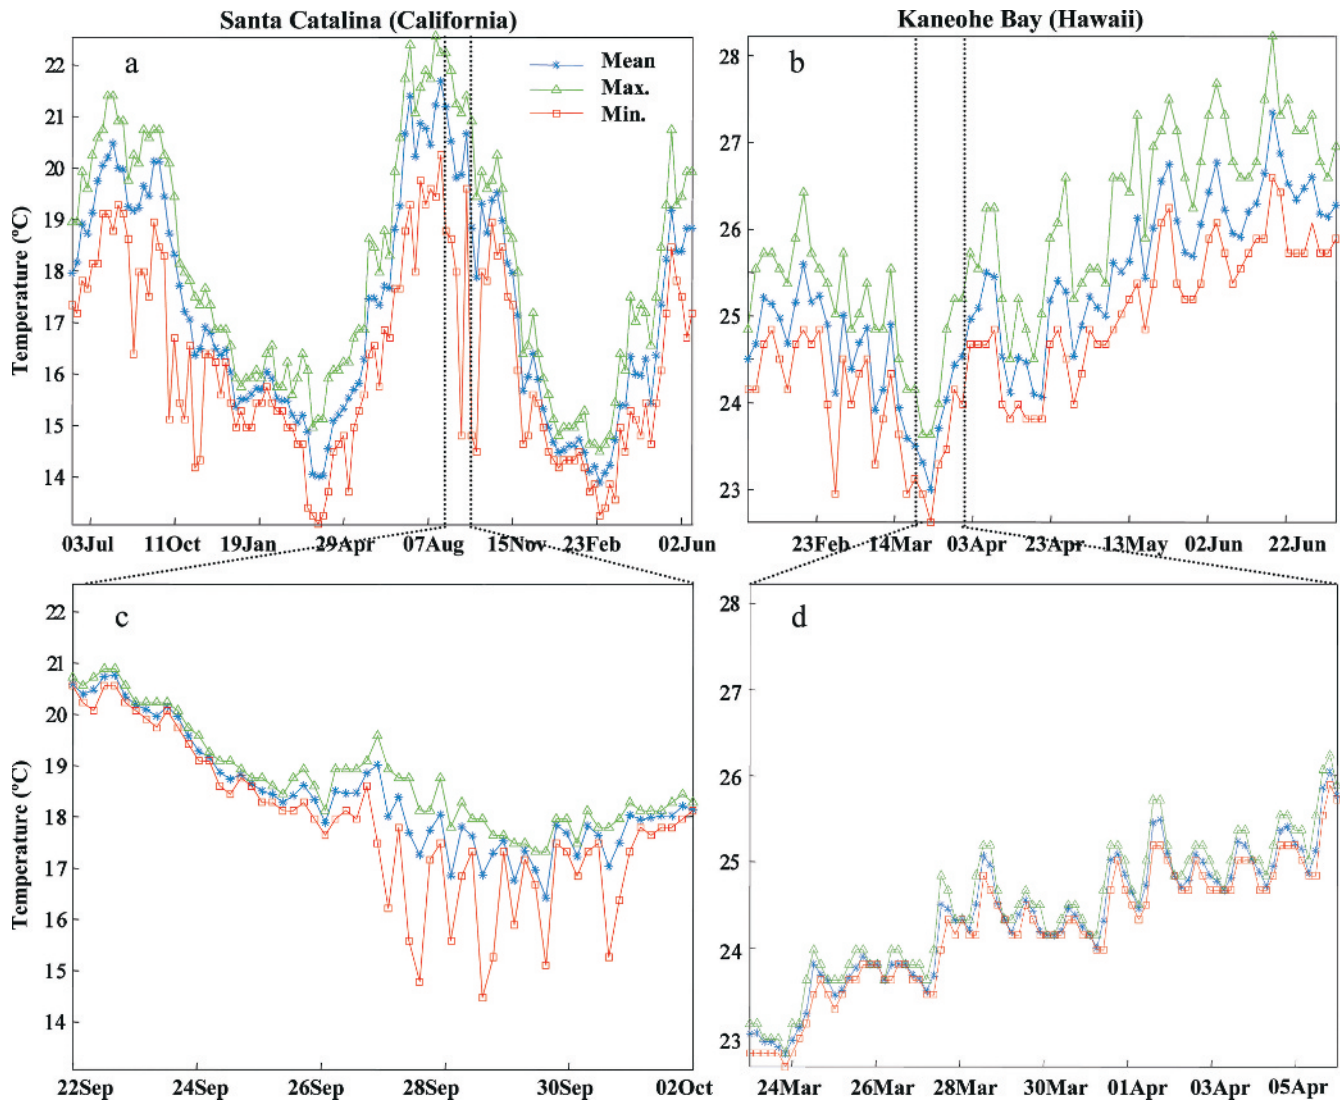 Santa Catalina (California)
Kaneohe Bay (Hawaii)
a
Mean
Max.
Min.
Temperature (ºC)
22
21
20
19
18
17
16
15
14
03Jul 11Oct 19Jan 29Apr 07Aug 15Nov 23Feb 02Jun
b
28
27
26
25
24
23
23Feb 14Mar 03Apr 23Apr 13May 02Jun 22Jun
c
Temperature (ºC)
22
21
20
19
18
17
16
15
14
22Sep 24Sep 26Sep 28Sep 30Sep 02Oct
d
28
27
26
25
24
23
24Mar 26Mar 28Mar 30Mar 01Apr 03Apr 05Apr